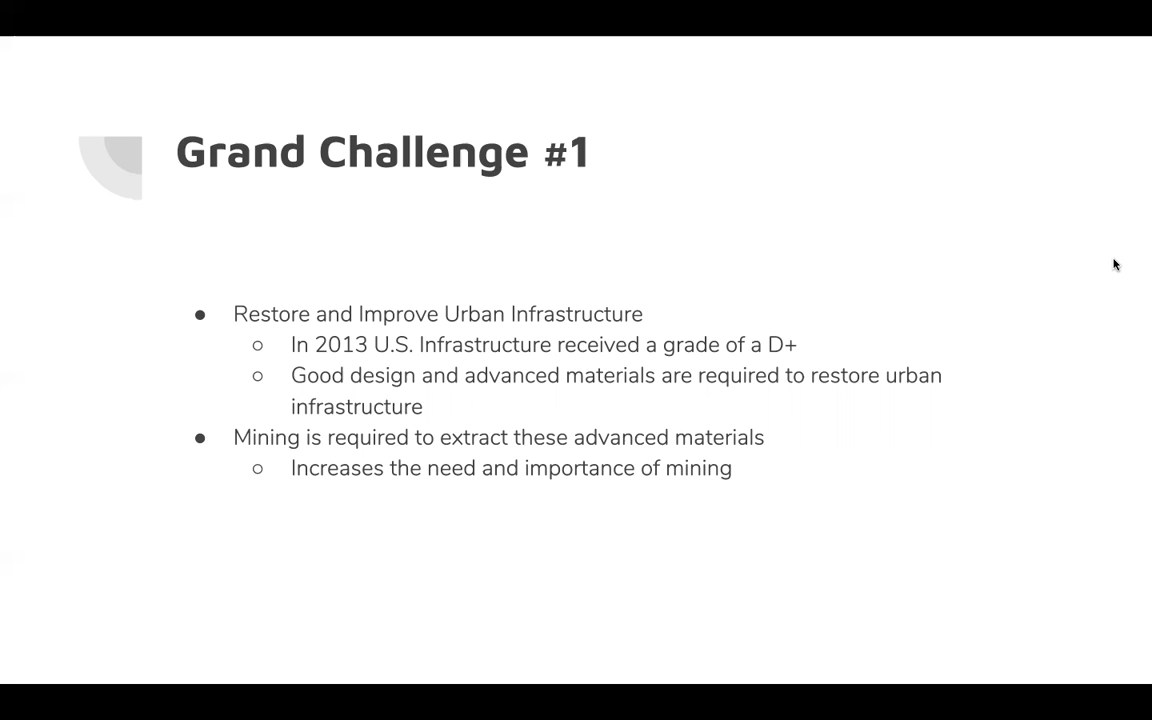 Grand Challenge #1
● Restore and Improve Urban Infrastructure
○ In 2013 U.S. Infrastructure received a grade of a D+
○ Good design and advanced materials are required to restore urban
infrastructure
● Mining is required to extract these advanced materials
○ Increases the need and importance of mining